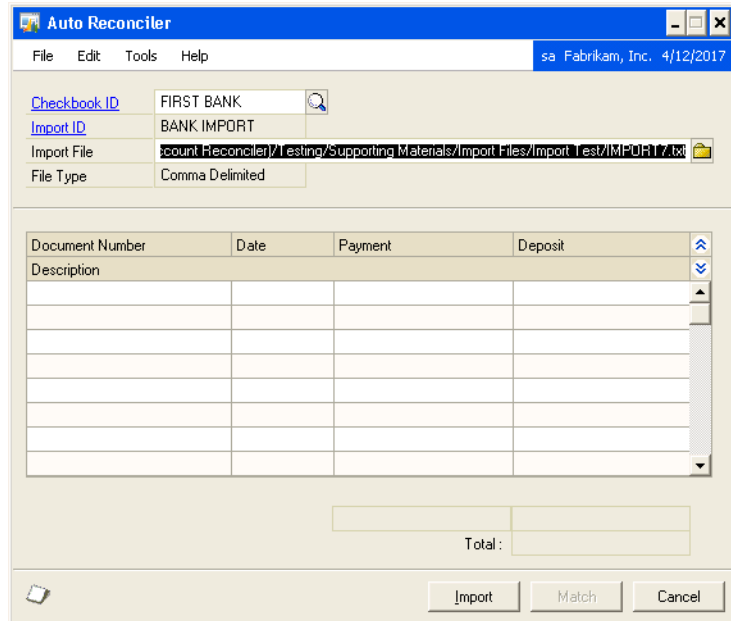 Auto Reconciler
File Edit Tools Help sa Fabrikam, Inc. 4/12/2017
Checkbook ID FIRST BANK
Import ID BANK IMPORT
Import File ccount Reconciler)/Testing/Supporting Materials/Import Files/Import Test/IMPORT7.txt
File Type Comma Delimited
Document Number Date Payment Deposit
Description
Total :
Import Match Cancel